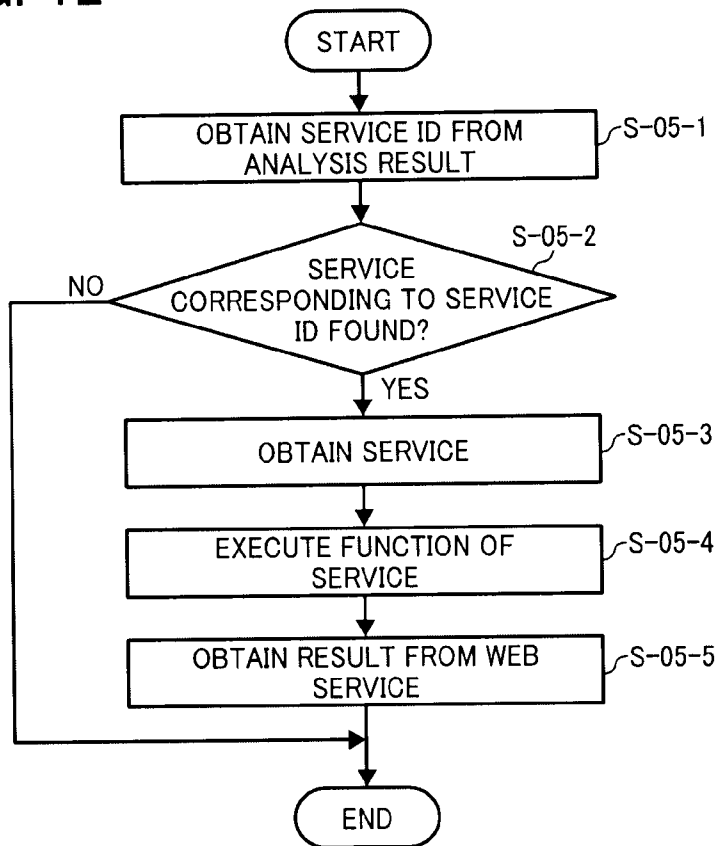 START
OBTAIN SERVICE ID FROM
ANALYSIS RESULT
S-05-1
S-05-2
SERVICE
CORRESPONDING TO SERVICE
ID FOUND?
NO
YES
OBTAIN SERVICE
S-05-3
EXECUTE FUNCTION OF
SERVICE
S-05-4
OBTAIN RESULT FROM WEB
SERVICE
S-05-5
END